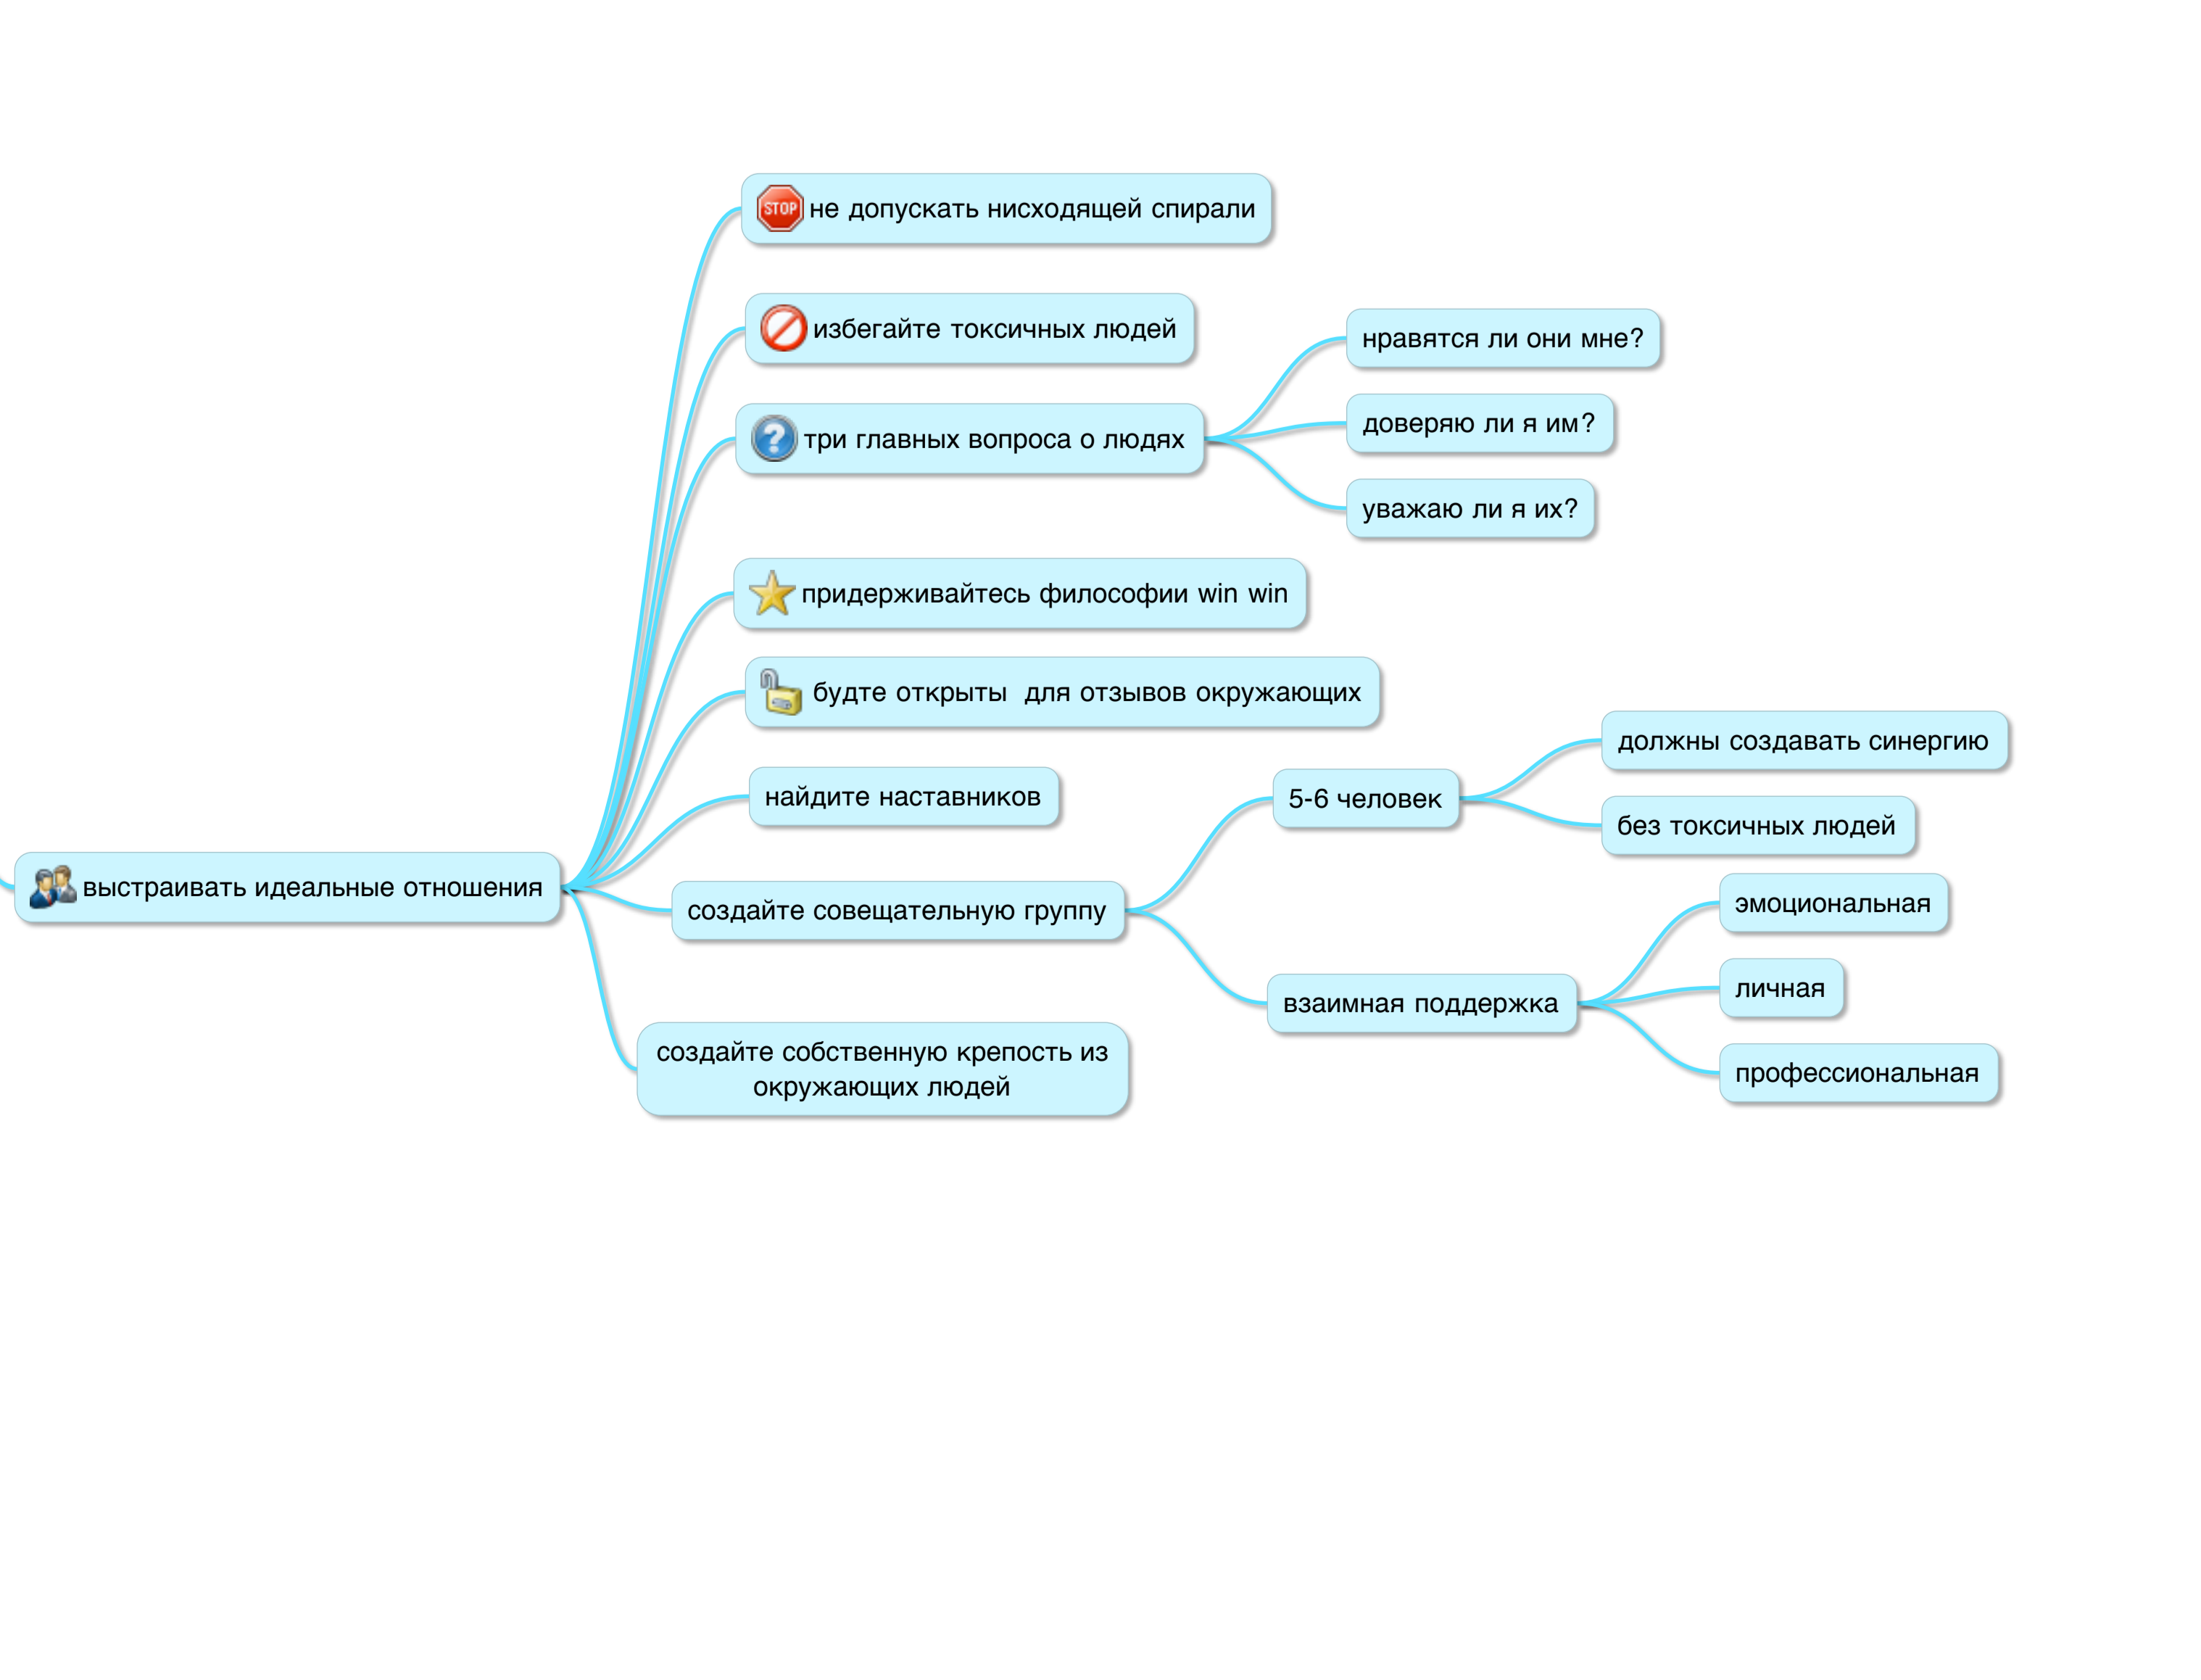 STOP не допускать нисходящей спирали
избегайте токсичных людей
нравятся ли они мне?
доверяю ли я им?
три главных вопроса о людях
уважаю ли я их?
придерживайтесь философии win win
будте открыты  для отзывов окружающих
должны создавать синергию
найдите наставников
5-6 человек
без токсичных людей
выстраивать идеальные отношения
создайте совещательную группу
эмоциональная
личная
взаимная поддержка
профессиональная
создайте собственную крепость из
окружающих людей